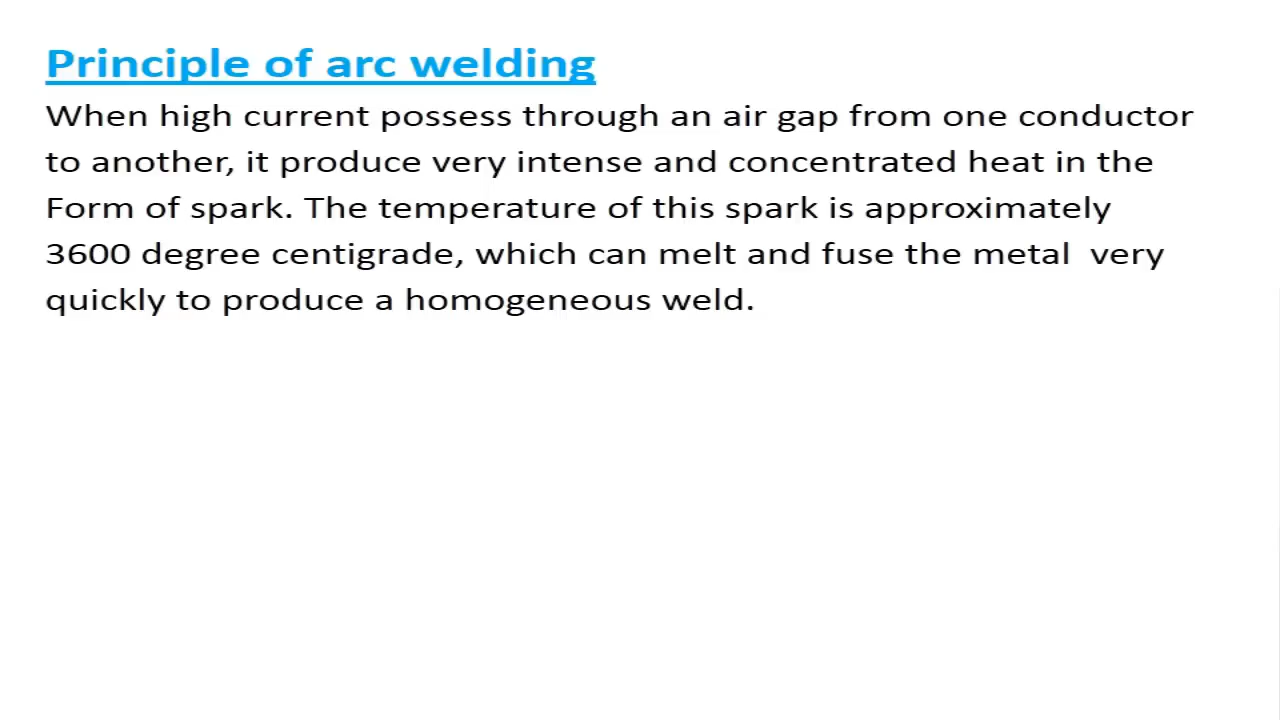 Principle of arc welding
When high current possess through an air gap from one conductor
to another, it produce very intense and concentrated heat in the
Form of spark. The temperature of this spark is approximately
3600 degree centigrade, which can melt and fuse the metal  very
quickly to produce a homogeneous weld.